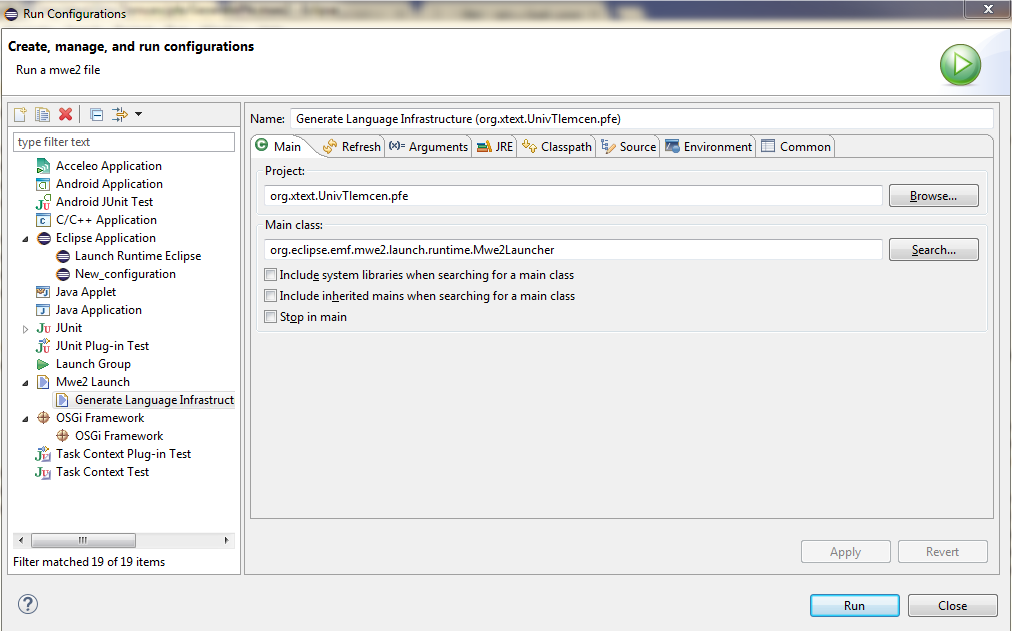 Run Configurations
Create, manage, and run configurations
Run a mwe2 file
type filter text
Acceleo Application
Android Application
Android JUnit Test
C/C++ Application
Eclipse Application
Launch Runtime Eclipse
New_configuration
Java Applet
Java Application
JUnit
JUnit Plug-in Test
Launch Group
Mwe2 Launch
Generate Language Infrastruct
OSGi Framework
OSGi Framework
Task Context Plug-in Test
Task Context Test
Filter matched 19 of 19 items
Name: Generate Language Infrastructure (org.xtext.UnivTlemcen.pfe)
Main Refresh Arguments JRE Classpath Source Environment Common
Project:
org.xtext.UnivTlemcen.pfe Browse...
Main class:
org.eclipse.emf.mwe2.launch.runtime.Mwe2Launcher Search...
Include system libraries when searching for a main class
Include inherited mains when searching for a main class
Stop in main
Apply Revert
Run Close